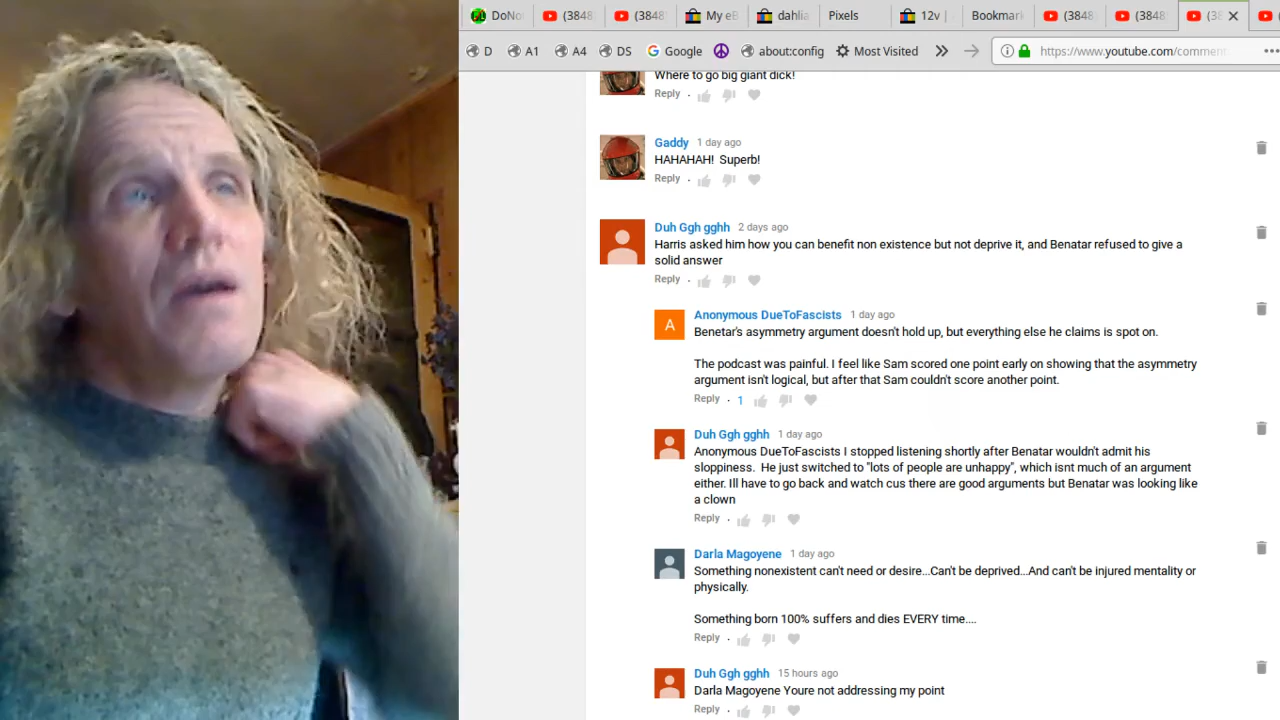 DoNo (3848 (3848 My eB dahlia Pixels 12v Bookmar (3848 (3848 (38
D A1 A4 DS Google about:config Most Visited » https://www.youtube.com/commen
Where to go big giant dick!
Reply .
Gaddy 1 day ago
HAHAHAH! Superb!
Reply .
Duh Ggh gghh 2 days ago
Harris asked him how you can benefit non existence but not deprive it, and Benatar refused to give a
solid answer
Reply .
A
Anonymous DueToFascists 1 day ago
Benetar's asymmetry argument doesn't hold up, but everything else he claims is spot on.
The podcast was painful. I feel like Sam scored one point early on showing that the asymmetry
argument isn't logical, but after that Sam couldn't score another point.
Reply . 1
Duh Ggh gghh 1 day ago
Anonymous DueToFascists I stopped listening shortly after Benatar wouldn't admit his
sloppiness. He just switched to "lots of people are unhappy", which isnt much of an argument
either. Ill have to go back and watch cus there are good arguments but Benatar was looking like
a clown
Reply .
Darla Magoyene 1 day ago
Something nonexistent can't need or desire...Can't be deprived...And can't be injured mentality or
physically.
Something born 100% suffers and dies EVERY time....
Reply .
Duh Ggh gghh 15 hours ago
Darla Magoyene Youre not addressing my point
Reply .